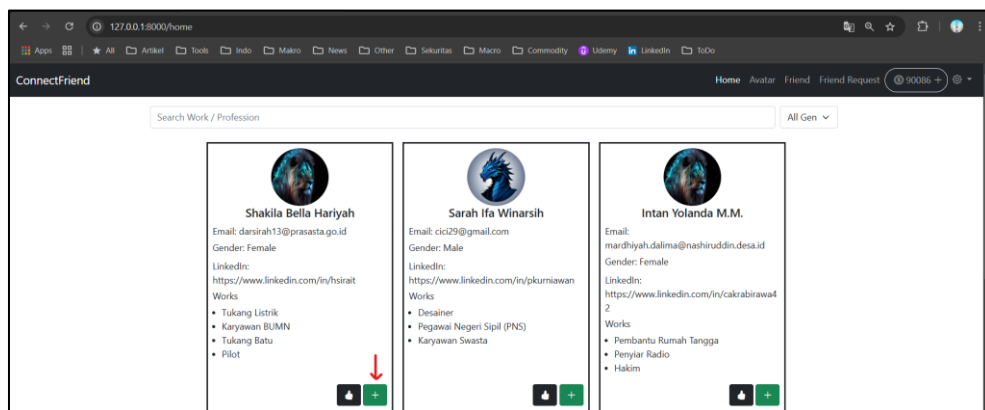 127.0.0.1:8000/home
Apps All Artikel Tools Indo Makro News Other Sekuritas Macro Commodity Udemy LinkedIn ToDo
ConnectFriend Home Avatar Friend Friend Request 90086 +
Search Work / Profession All Gen
Shakila Bella Hariyah
Email: darsirah13@prasasta.go.id
Gender: Female
LinkedIn:
https://www.linkedin.com/in/hsirait
Works
• Tukang Listrik
• Karyawan BUMN
• Tukang Batu
• Pilot
+
Sarah Ifa Winarsih
Email: cici29@gmail.com
Gender: Male
LinkedIn:
https://www.linkedin.com/in/pkurniawan
Works
• Desainer
• Pegawai Negeri Sipil (PNS)
• Karyawan Swasta
+
Intan Yolanda M.M.
Email:
mardhiyah.dalima@nashiruddin.desa.id
Gender: Female
LinkedIn:
https://www.linkedin.com/in/cakrabirawa4
2
Works
• Pembantu Rumah Tangga
• Penyiar Radio
• Hakim
+